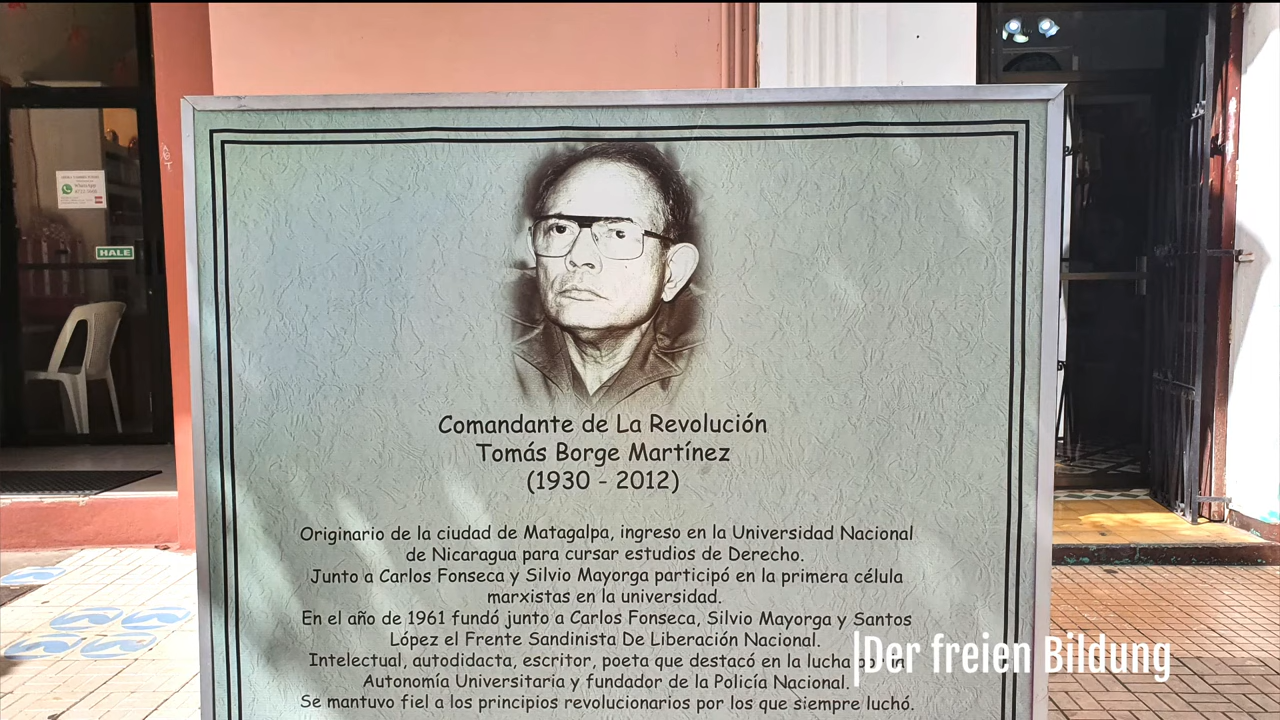 HALE
Comandante de La Revolución
Tomás Borge Martínez
(1930 - 2012)
Originario de la ciudad de Matagalpa, ingreso en la Universidad Nacional
de Nicaragua para cursar estudios de Derecho.
Junto a Carlos Fonseca y Silvio Mayorga participó en la primera célula
marxistas en la universidad.
En el año de 1961 fundó junto a Carlos Fonseca, Silvio Mayorga y Santos
López el Frente Sandinista De Liberación Nacional.
Intelectual, autodidacta, escritor, poeta que destacó en la lucha
Autonomía Universitaria y fundador de la Policía Nacional.
Se mantuvo fiel a los principios revolucionarios por los que siempre luchó.
Der freien Bildung